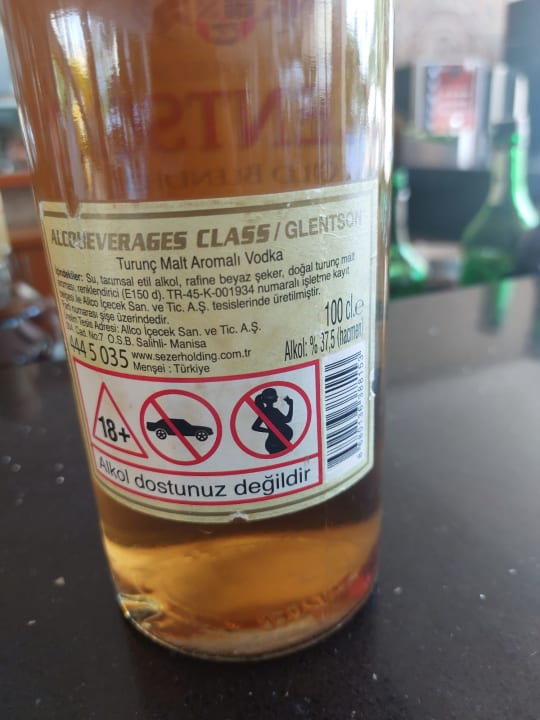 ALCOUEVERAGES CLASS / GLENTSON
Turunç Malt Aromalı Vodka
İçindekiler: Su, tarımsal etil alkol, rafine beyaz şeker, doğal turunç malt
aroması, renklendirici (E150 d). TR-45-K-001934 numaralı işletme kayıt
belgesi ile Allco İçecek San. ve Tic. A.Ş. tesislerinde üretilmiştir.
numarası şişe üzerindedir.
Tesis Adresi: Allco İçecek San. ve Tic. A.Ş.
Cad. No:7 O.S.B. Salihli- Manisa
100 cl.e
444 5 035 www.sezerholding.com.tr
Alkol: % 37,5 (hacmen)
Menşei : Türkiye
18+
Alkol dostunuz değildir